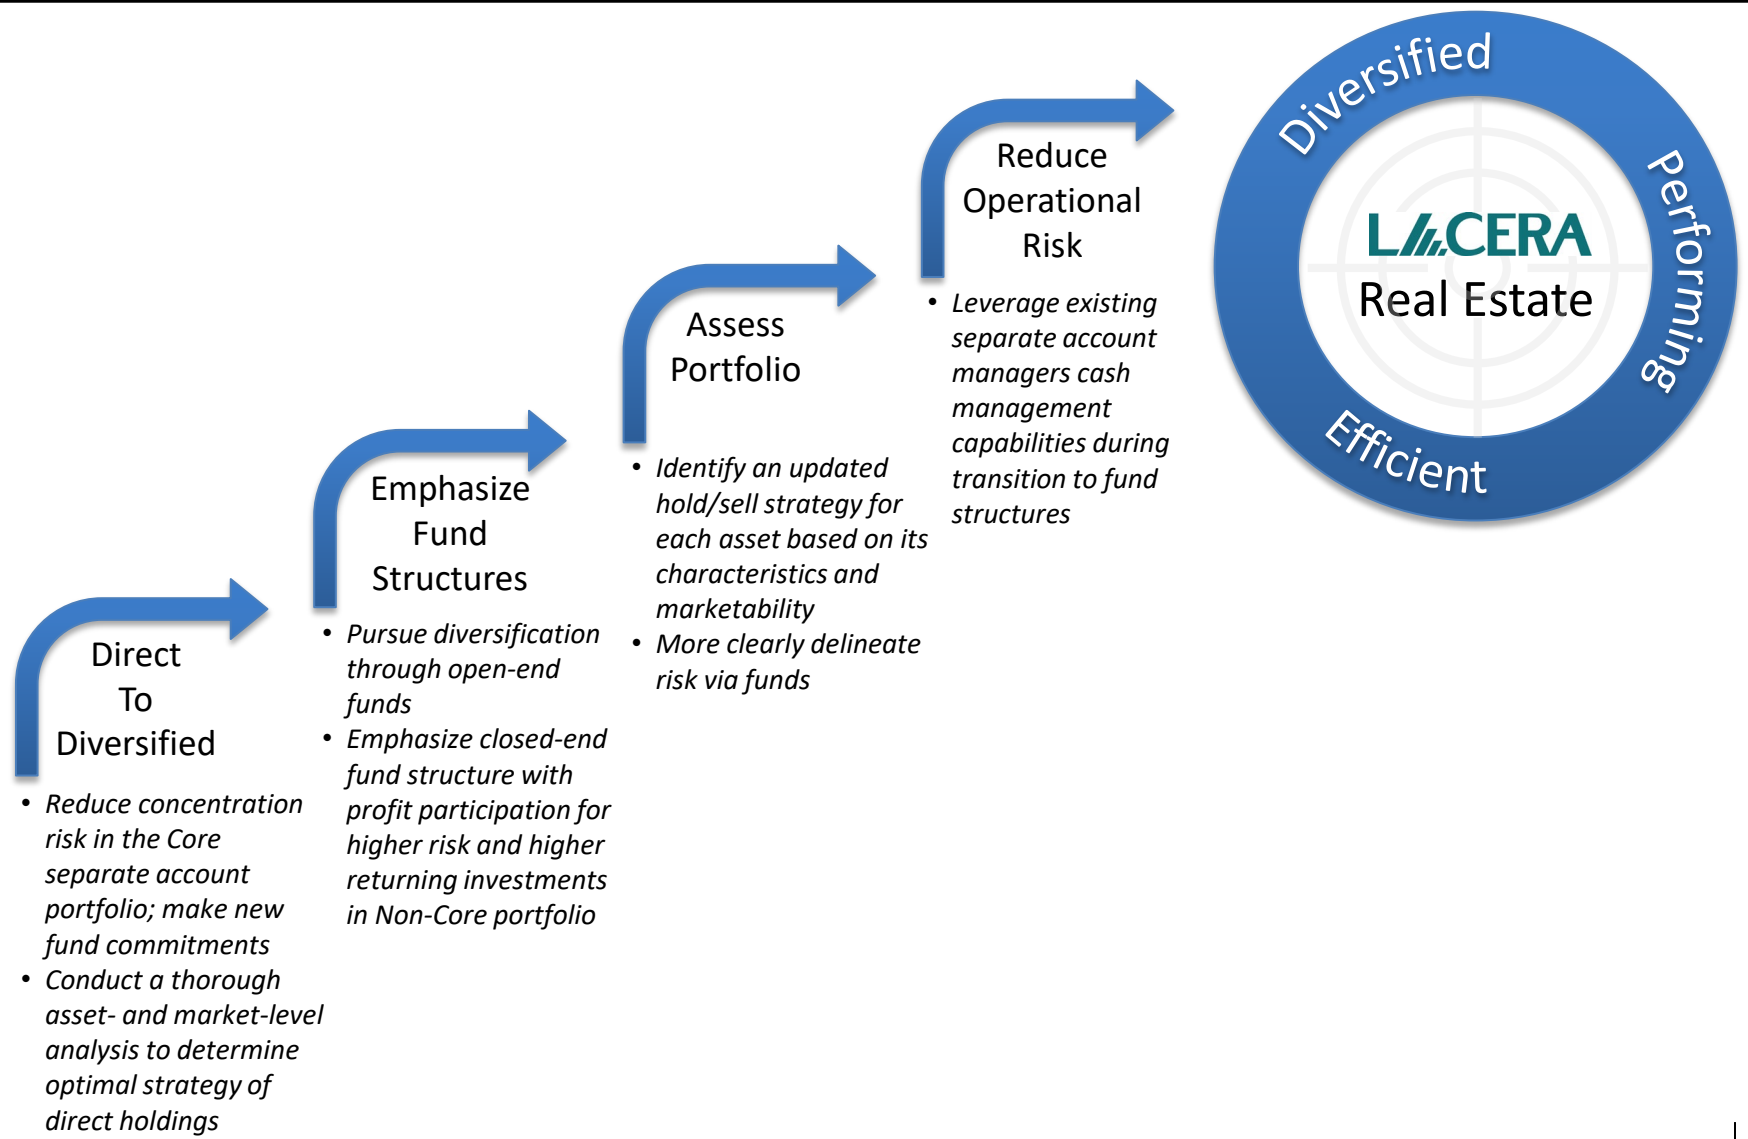 Direct
To
Diversified
• Reduce concentration
risk in the Core
separate account
portfolio; make new
fund commitments
• Conduct a thorough
asset- and market-level
analysis to determine
optimal strategy of
direct holdings
Emphasize
Fund
Structures
• Pursue diversification
through open-end
funds
• Emphasize closed-end
fund structure with
profit participation for
higher risk and higher
returning investments
in Non-Core portfolio
Assess
Portfolio
• Identify an updated
hold/sell strategy for
each asset based on its
characteristics and
marketability
• More clearly delineate
risk via funds
Reduce
Operational
Risk
• Leverage existing
separate account
managers cash
management
capabilities during
transition to fund
structures
Diversified
Performing
Efficient
LACERA
Real Estate